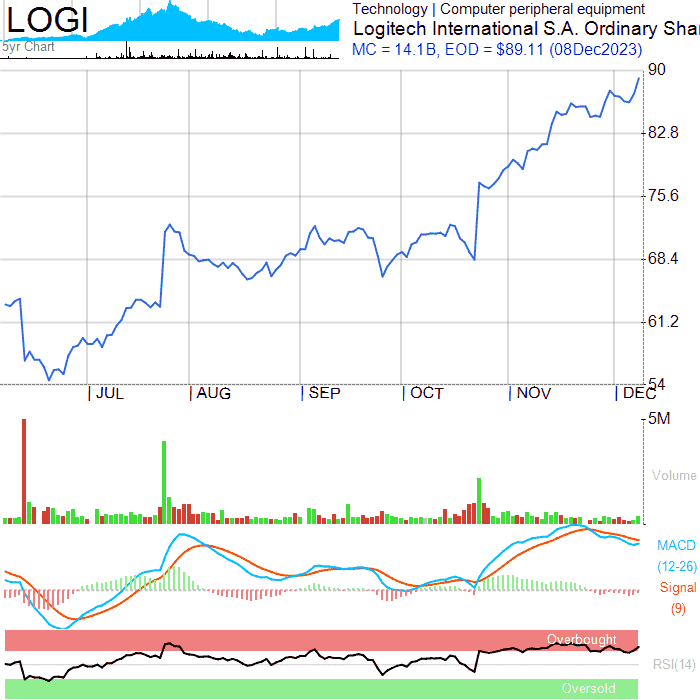 LOGI
5yr Chart
Technology | Computer peripheral equipment
Logitech International S.A. Ordinary Shar
MC = 14.1B, EOD = $89.11 (08Dec2023)
90
82.8
75.6
68.4
61.2
54
JUL AUG SEP OCT NOV DEC
5M
Volume
MACD
(12-26)
Signal
(9)
Overbought
RSI(14)
Oversold